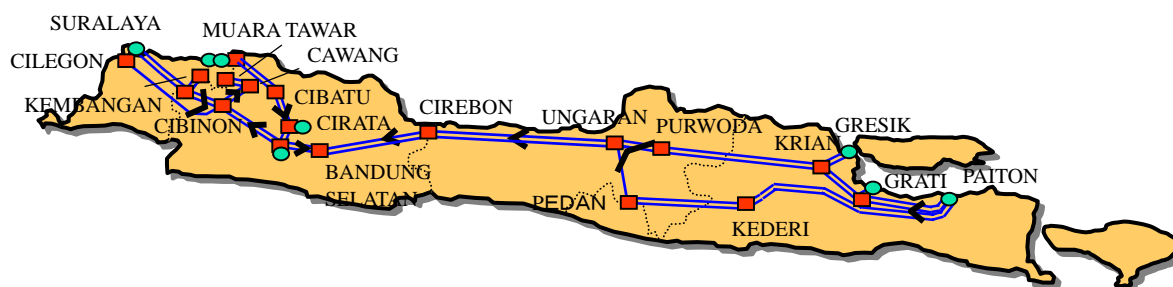 SURALAYA
MUARA TAWAR
CILEGON
CAWANG
KEMBANGAN
CIBATU
CIBINON
CIRATA
CIREBON
UNGARAN
PURWODA
GRESIK
KRIAN
BANDUNG
SELATAN
PEDAN
GRATI
PAITON
KEDERI